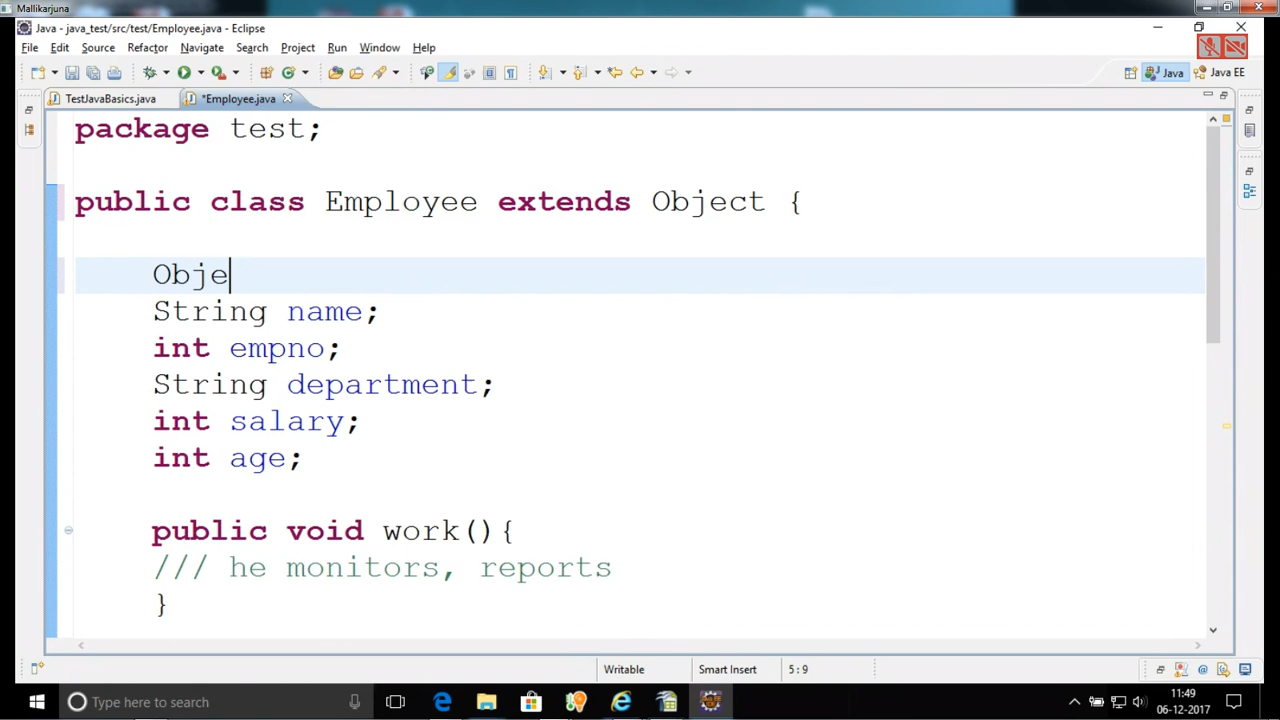 Mallikarjuna
Java - java_test/src/test/Employee.java - Eclipse
File Edit Source Refactor Navigate Search Project Run Window Help
Java Java EE
TestJavaBasics.java *Employee.java
package test;
public class Employee extends Object {
Obje
String name;
int empno;
String department;
int salary;
int age;
public void work(){
/// he monitors, reports
}
Writable Smart Insert 5 : 9
Type here to search
11:49
06-12-2017